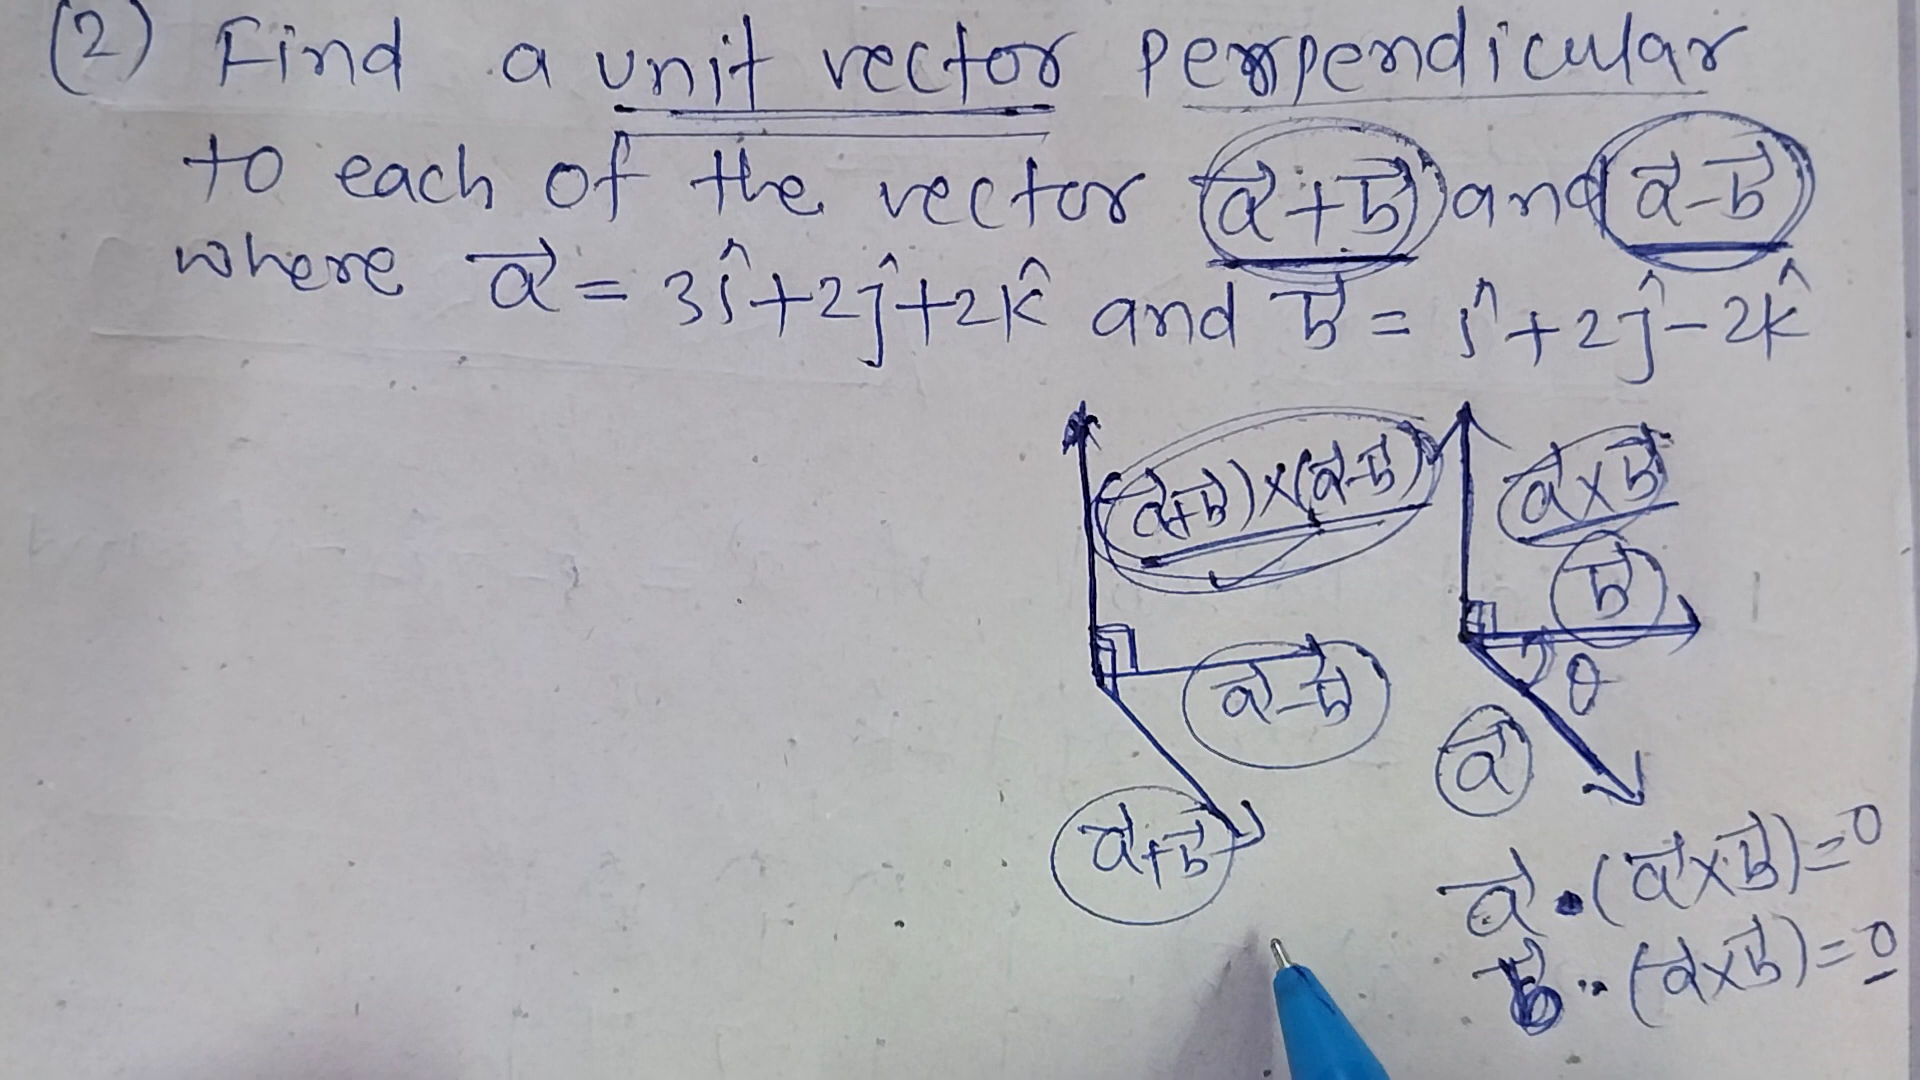 (2) Find a unit vector perpendicular
to each of the vector a⃗+b⃗ and a⃗-b⃗
where a⃗ = 3î+2ĵ+2k̂ and b⃗ = î+2ĵ-2k̂
(a⃗+b⃗)×(a⃗-b⃗)
a⃗-b⃗
a⃗+b⃗
a⃗×b⃗
b⃗
θ
a⃗
a⃗.(a⃗×b⃗)=0
b⃗..(a⃗×b⃗)=0